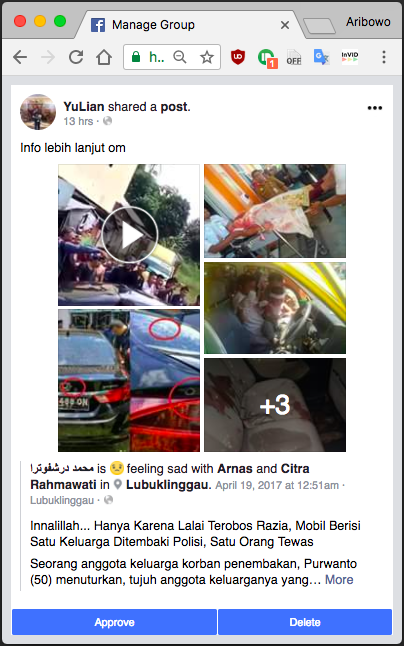 Manage Group
Aribowo
h...
1
OFF
InVID
YuLian shared a post.
13 hrs ·
Info lebih lanjut om
+3
محمد درشفوترا is 😔 feeling sad with Arnas and Citra
Rahmawati in Lubuklinggau. April 19, 2017 at 12:51am ·
Lubuklinggau ·
Innalillah... Hanya Karena Lalai Terobos Razia, Mobil Berisi
Satu Keluarga Ditembaki Polisi, Satu Orang Tewas
Seorang anggota keluarga korban penembakan, Purwanto
(50) menuturkan, tujuh anggota keluarganya yang… More
Approve
Delete